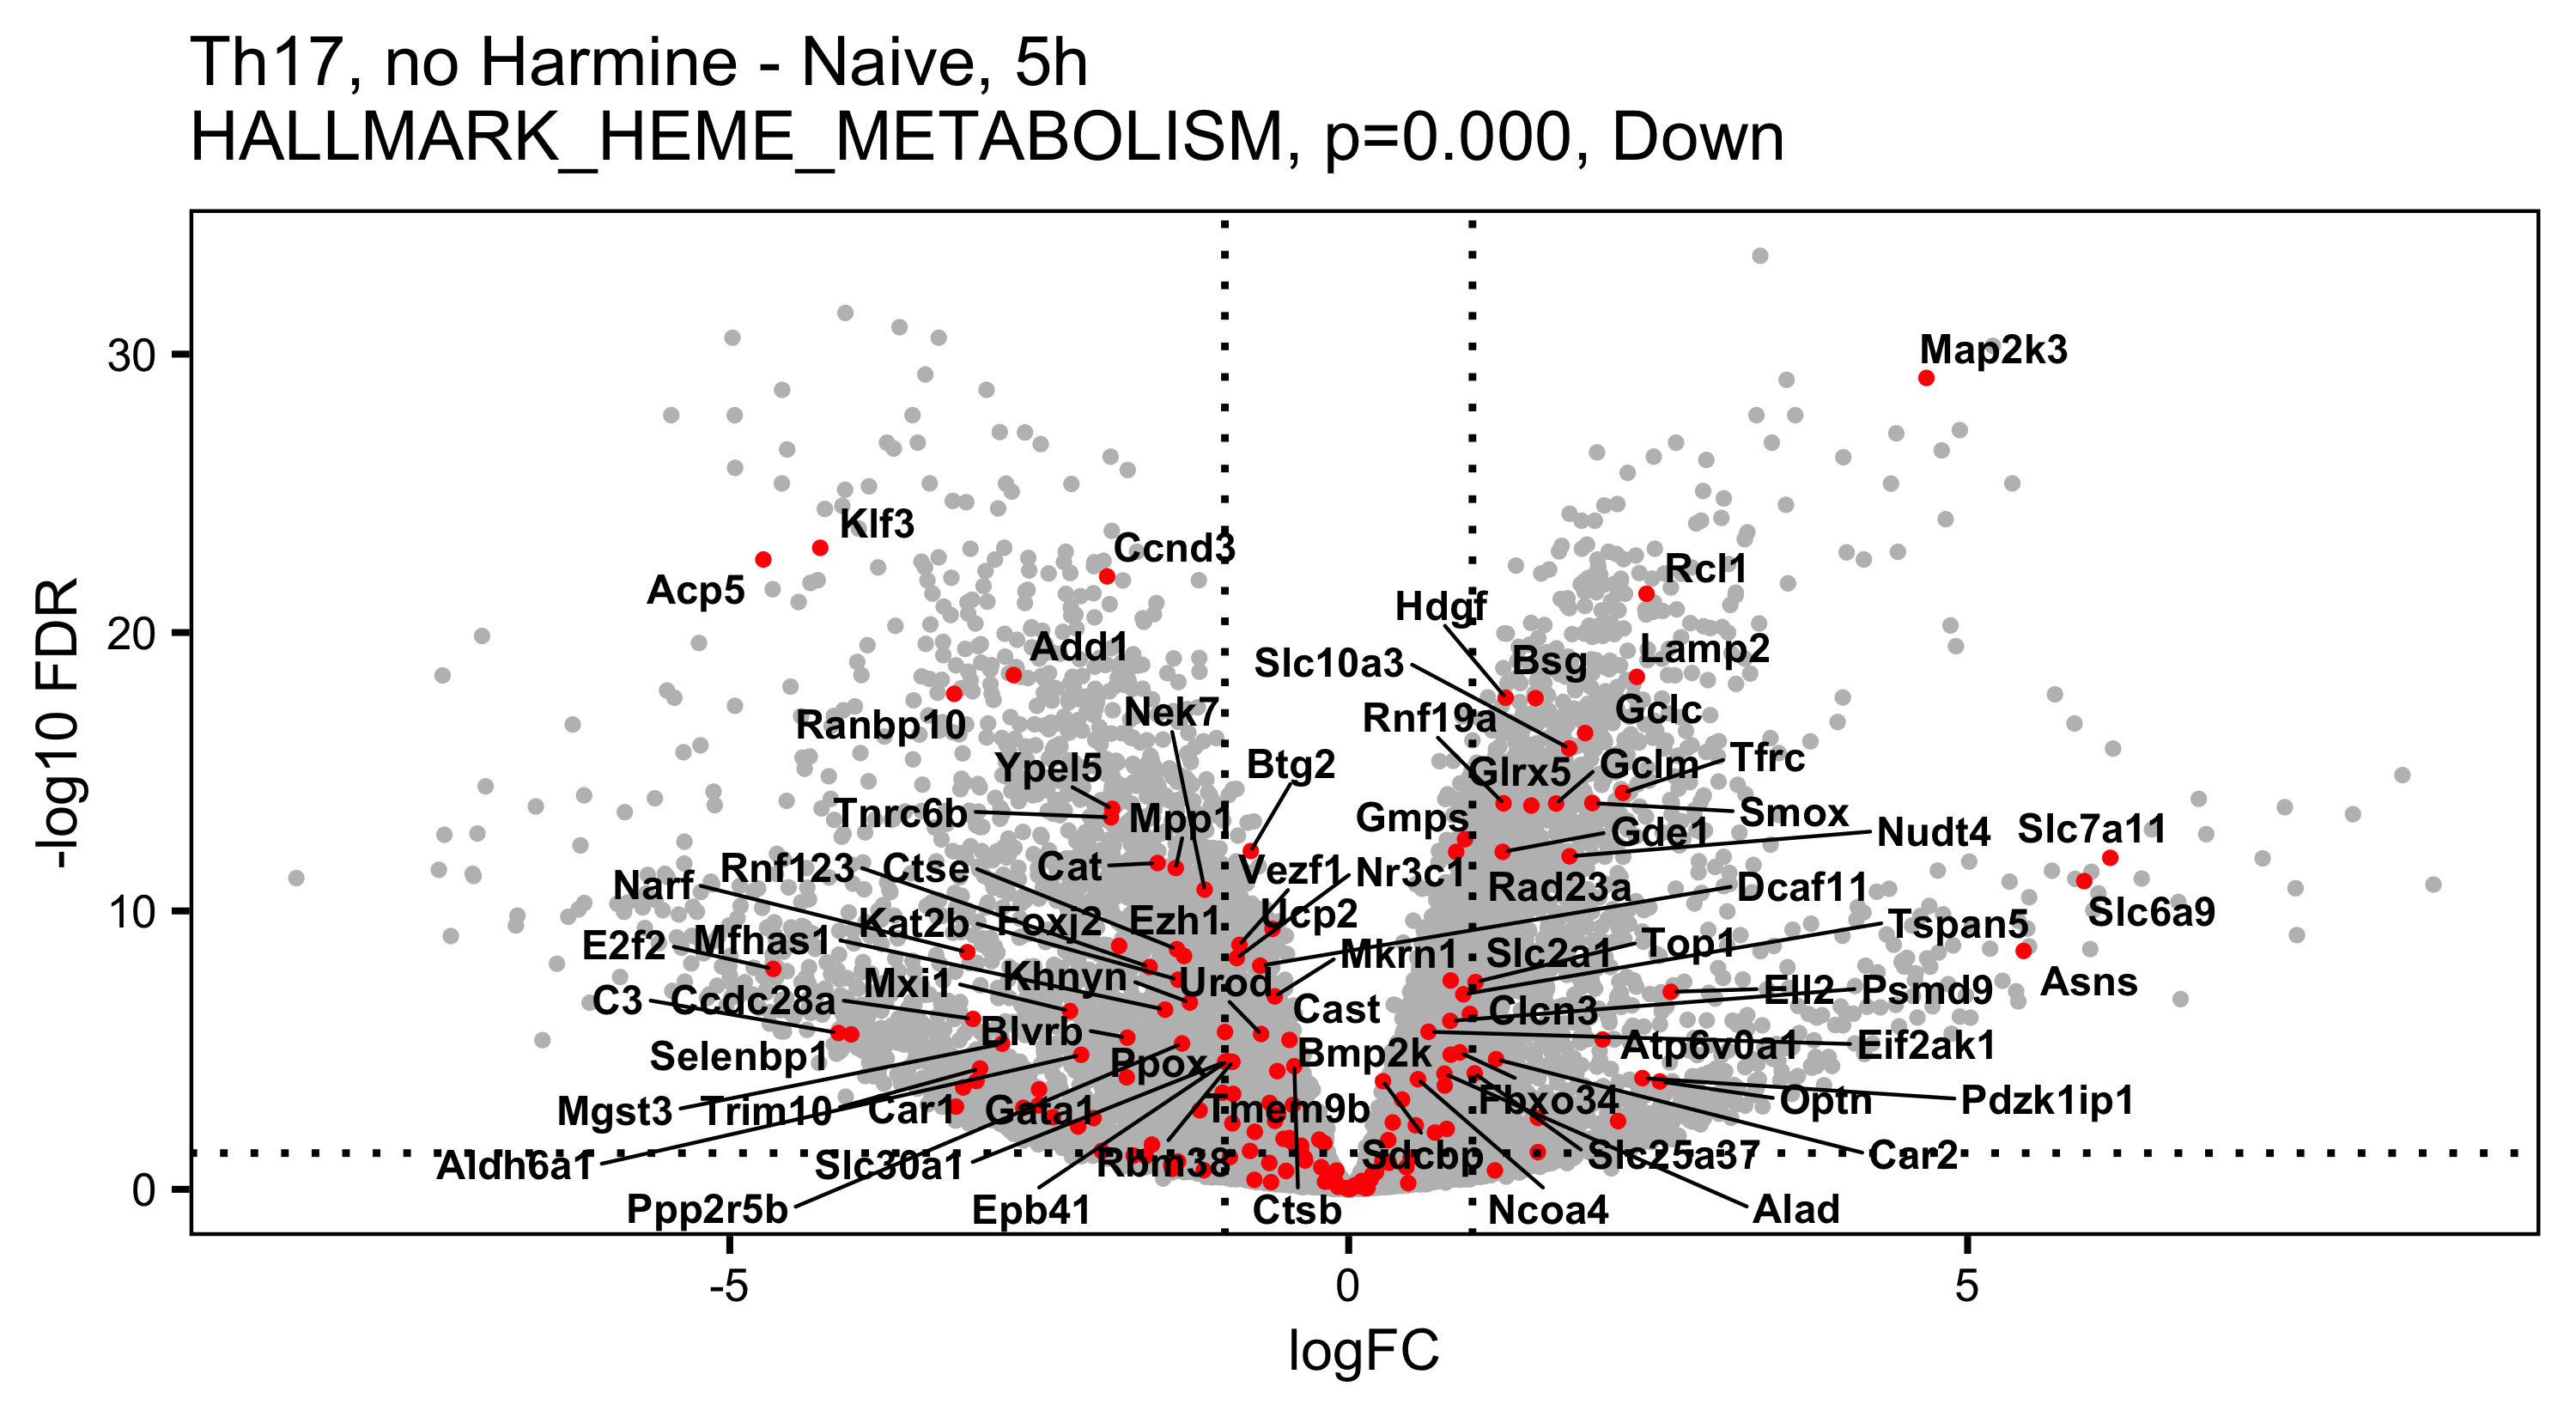 Th17, no Harmine - Naive, 5h
HALLMARK_HEME_METABOLISM, p=0.000, Down
-log10 FDR
30
20
10
0
Map2k3
Klf3
Ccnd3
Rcl1
Acp5
Hdgf
Add1
Slc10a3
Bsg
Lamp2
Ranbp10
Nek7
Rnf19a
Gclc
Ypel5
Btg2
Glrx5
Gclm
Tfrc
Tnrc6b
Mpp1
Gmps
Smox
Gde1
Nudt4
Slc7a11
Narf
Rnf123
Ctse
Cat
Vezf1
Nr3c1
Rad23a
Dcaf11
Kat2b
Foxj2
Ezh1
Ucp2
Slc6a9
E2f2
Mfhas1
Mkrn1
Slc2a1
Top1
Tspan5
Mxi1
Khnyn
Urod
Ell2
Psmd9
Asns
C3
Ccdc28a
Cast
Clcn3
Blvrb
Selenbp1
Ppox
Bmp2k
Atp6v0a1
Eif2ak1
Mgst3
Trim10
Car1
Gata1
Tmem9b
Fbxo34
Optn
Pdzk1ip1
Aldh6a1
Slc30a1
Rbm38
Sdcbp
Slc25a37
Car2
Ppp2r5b
Epb41
Ctsb
Ncoa4
Alad
-5
0
5
logFC